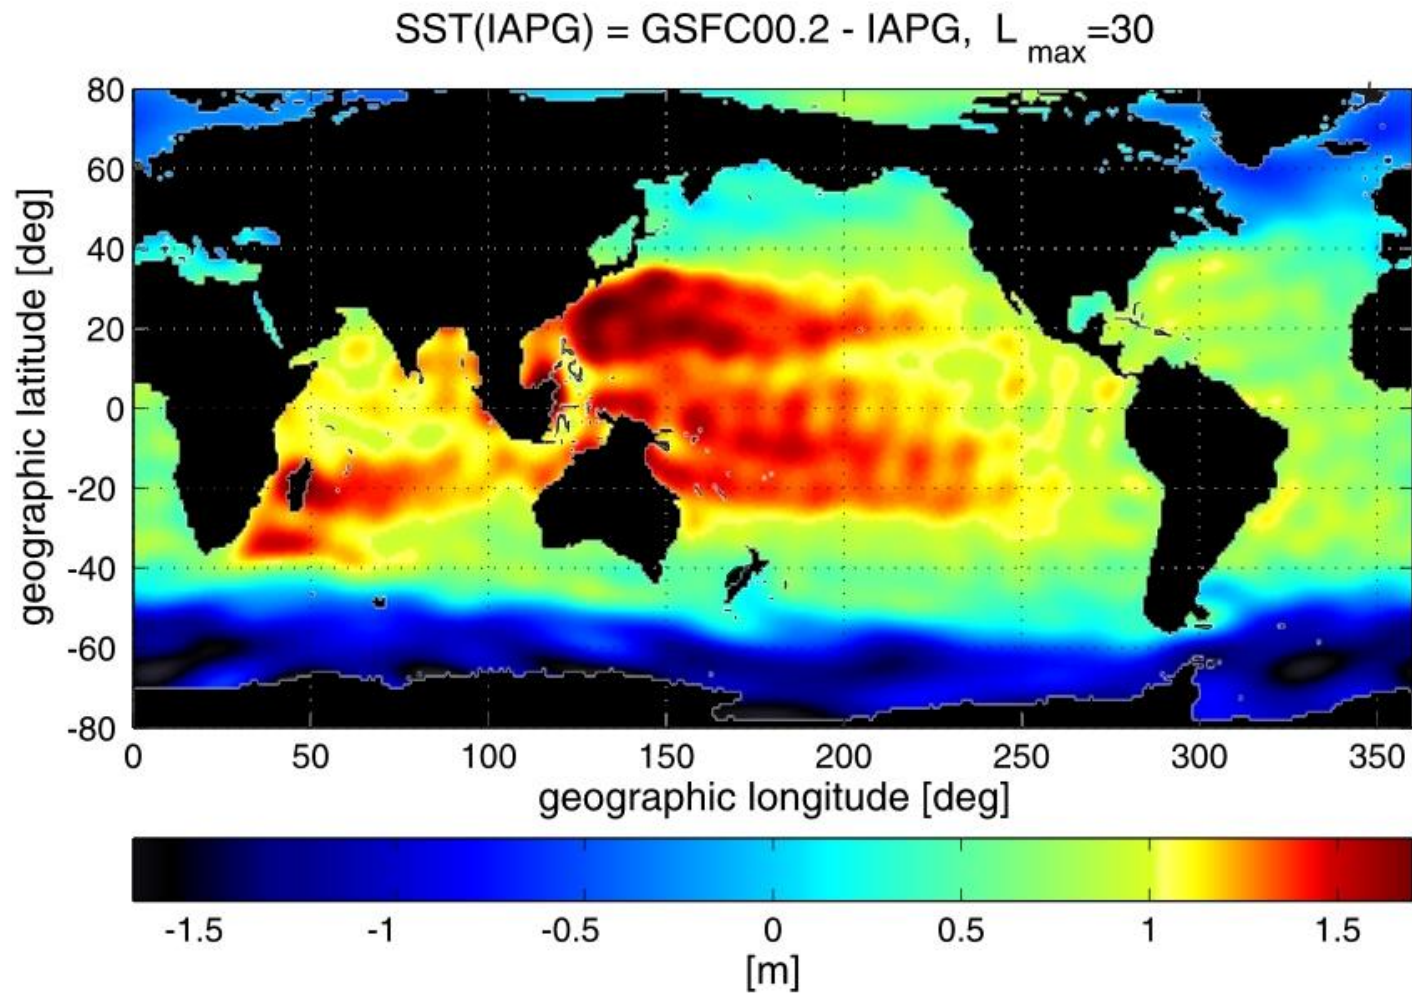 SST(IAPG) = GSFC00.2 - IAPG, L max=30
geographic latitude [deg]
80
60
40
20
0
-20
-40
-60
-80
0 50 100 150 200 250 300 350
geographic longitude [deg]
-1.5 -1 -0.5 0 0.5 1 1.5
[m]